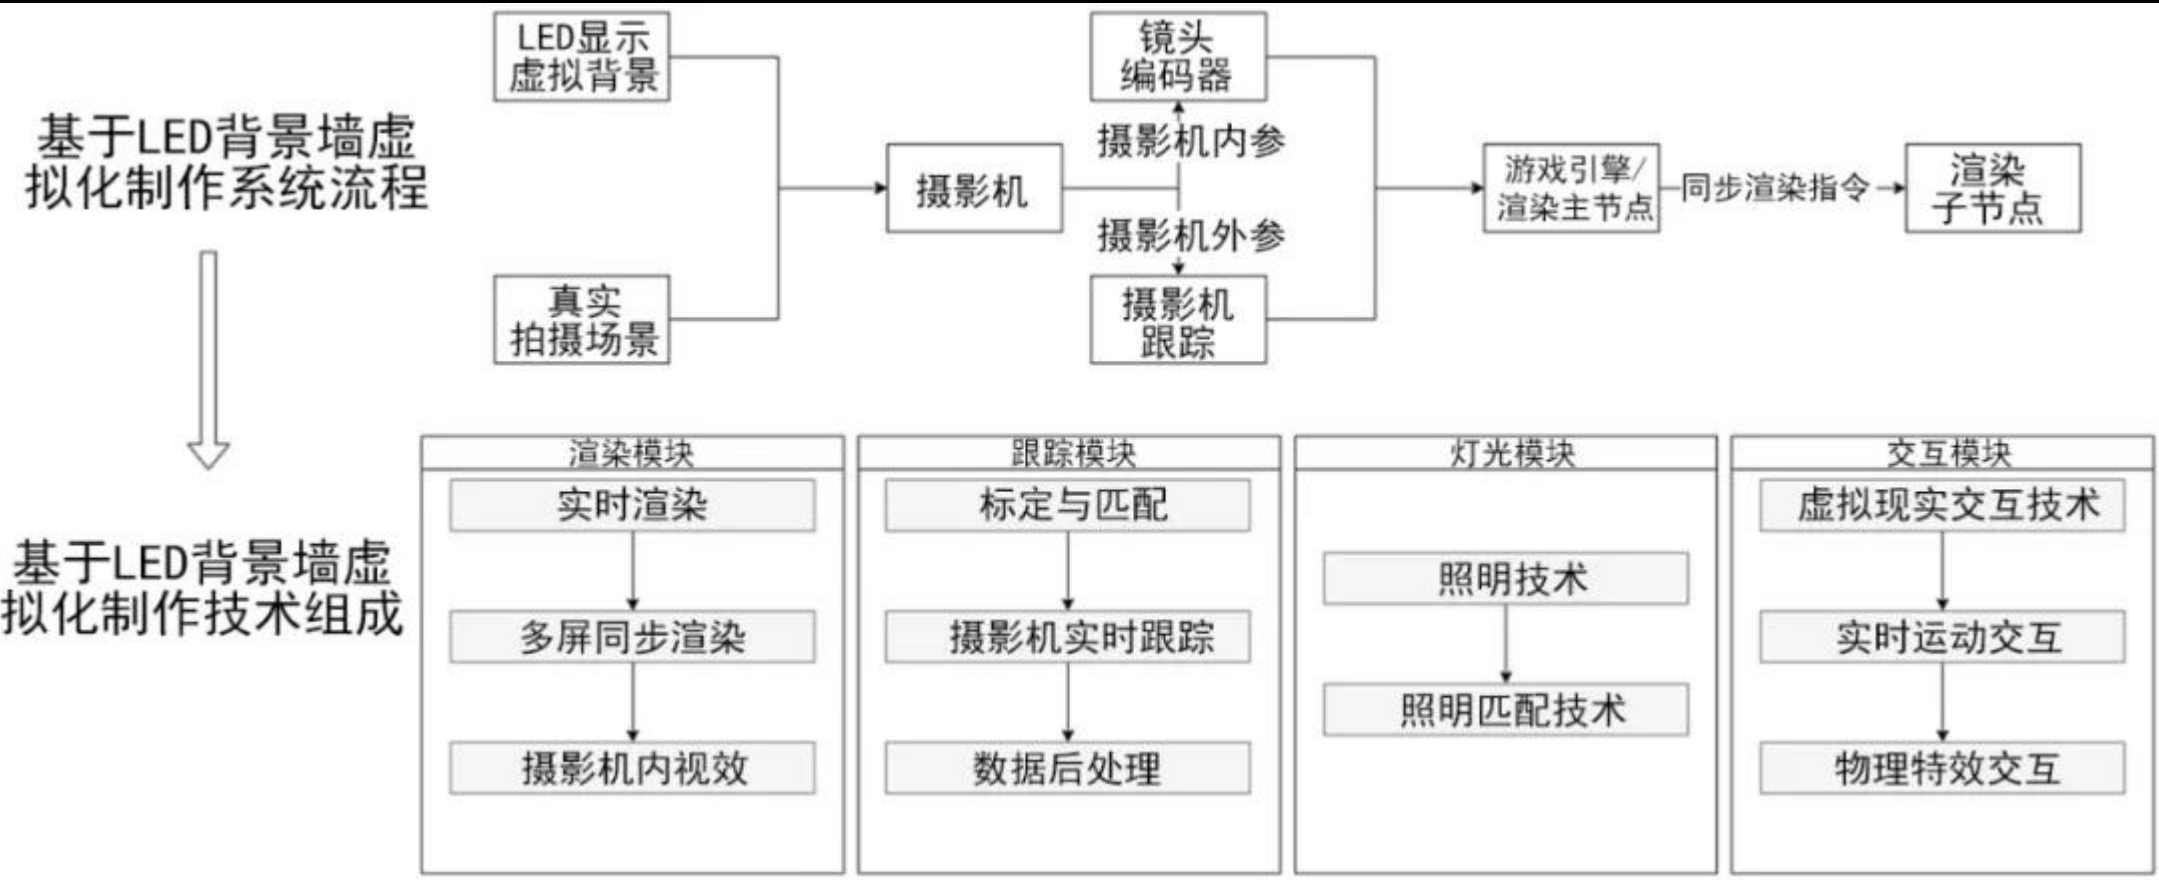 基于LED背景墙虚
拟化制作系统流程
LED显示
虚拟背景
真实
拍摄场景
摄影机
镜头
编码器
摄影机内参
摄影机外参
摄影机
跟踪
游戏引擎/
渲染主节点
同步渲染指令
渲染
子节点
基于LED背景墙虚
拟化制作技术组成
渲染模块
实时渲染
多屏同步渲染
摄影机内视效
跟踪模块
标定与匹配
摄影机实时跟踪
数据后处理
灯光模块
照明技术
照明匹配技术
交互模块
虚拟现实交互技术
实时运动交互
物理特效交互